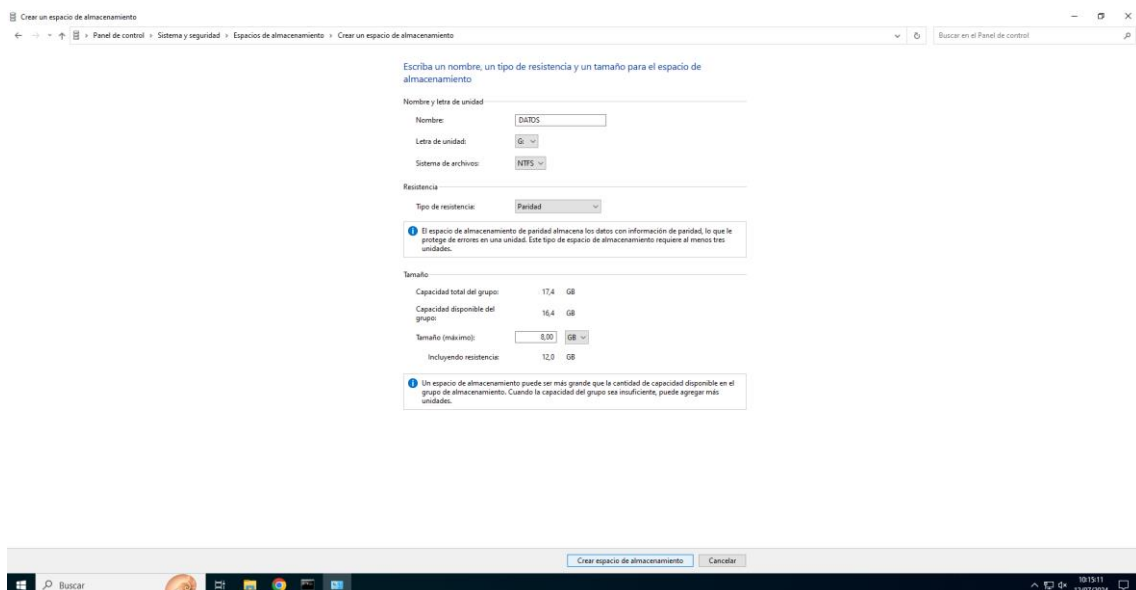 Crear un espacio de almacenamiento
Panel de control › Sistema y seguridad › Espacios de almacenamiento › Crear un espacio de almacenamiento
Buscar en el Panel de control
Escriba un nombre, un tipo de resistencia y un tamaño para el espacio de
almacenamiento
Nombre y letra de unidad
Nombre: DATOS
Letra de unidad: G:
Sistema de archivos: NTFS
Resistencia
Tipo de resistencia: Paridad
El espacio de almacenamiento de paridad almacena los datos con información de paridad, lo que le
protege de errores en una unidad. Este tipo de espacio de almacenamiento requiere al menos tres
unidades.
Tamaño
Capacidad total del grupo: 17,4 GB
Capacidad disponible del
grupo: 16,4 GB
Tamaño (máximo): 8,00 GB
Incluyendo resistencia: 12,0 GB
Un espacio de almacenamiento puede ser más grande que la cantidad de capacidad disponible en el
grupo de almacenamiento. Cuando la capacidad del grupo sea insuficiente, puede agregar más
unidades.
Crear espacio de almacenamiento Cancelar
Buscar
10:15:11